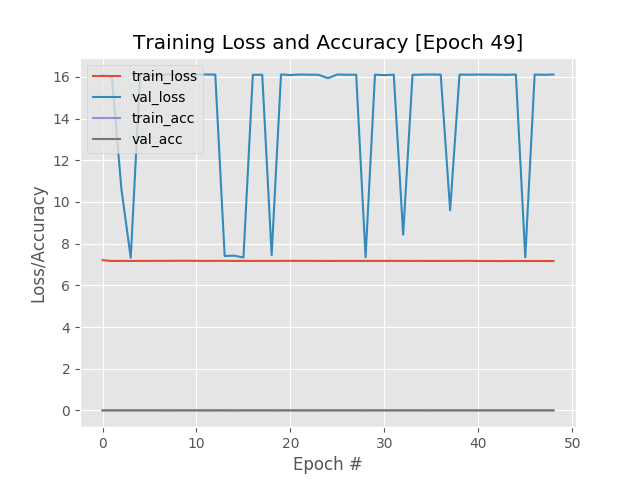 Training Loss and Accuracy [Epoch 49]
train_loss
val_loss
train_acc
val_acc
Loss/Accuracy
16
14
12
10
8
6
4
2
0
0 10 20 30 40 50
Epoch #